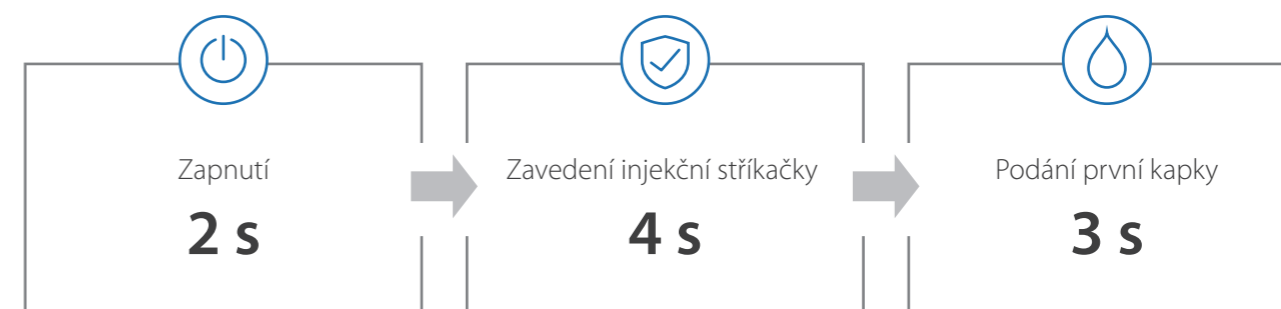 Zapnutí
2 s
Zavedení injekční stříkačky
4 s
Podání první kapky
3 s